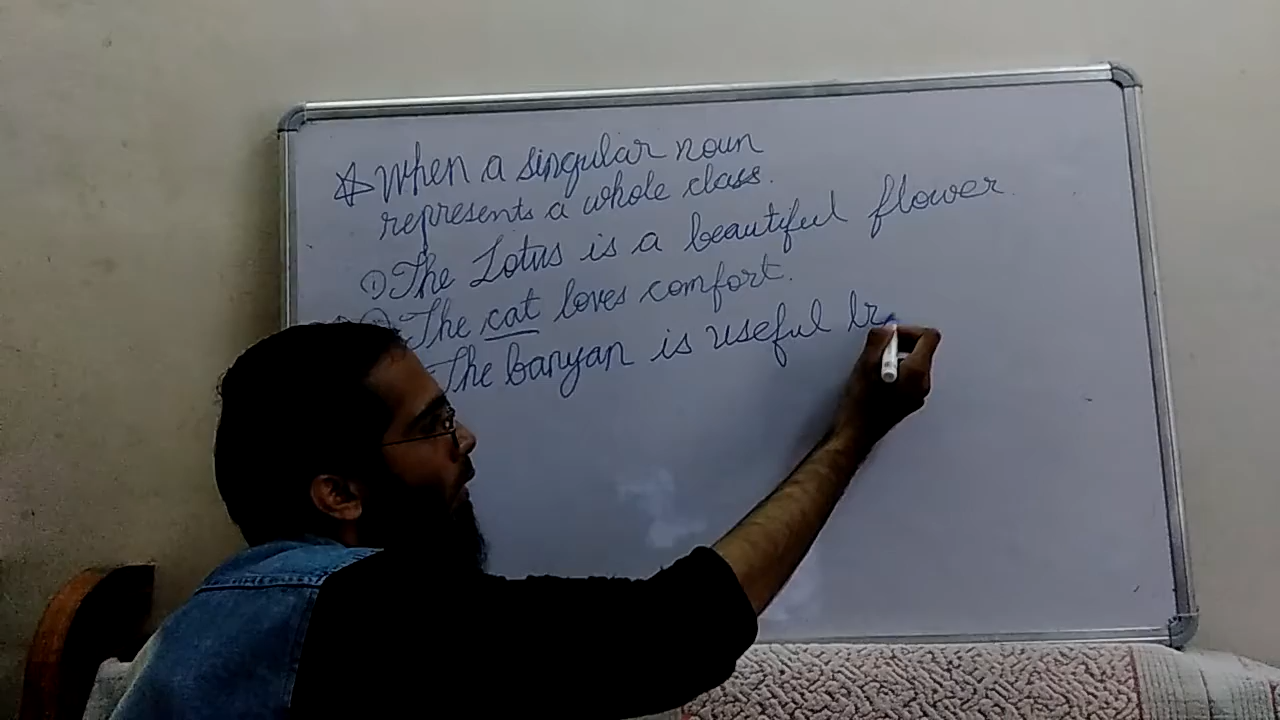 When a singular noun
represents a whole class.
① The Lotus is a beautiful flower.
The cat loves comfort.
The banyan is useful